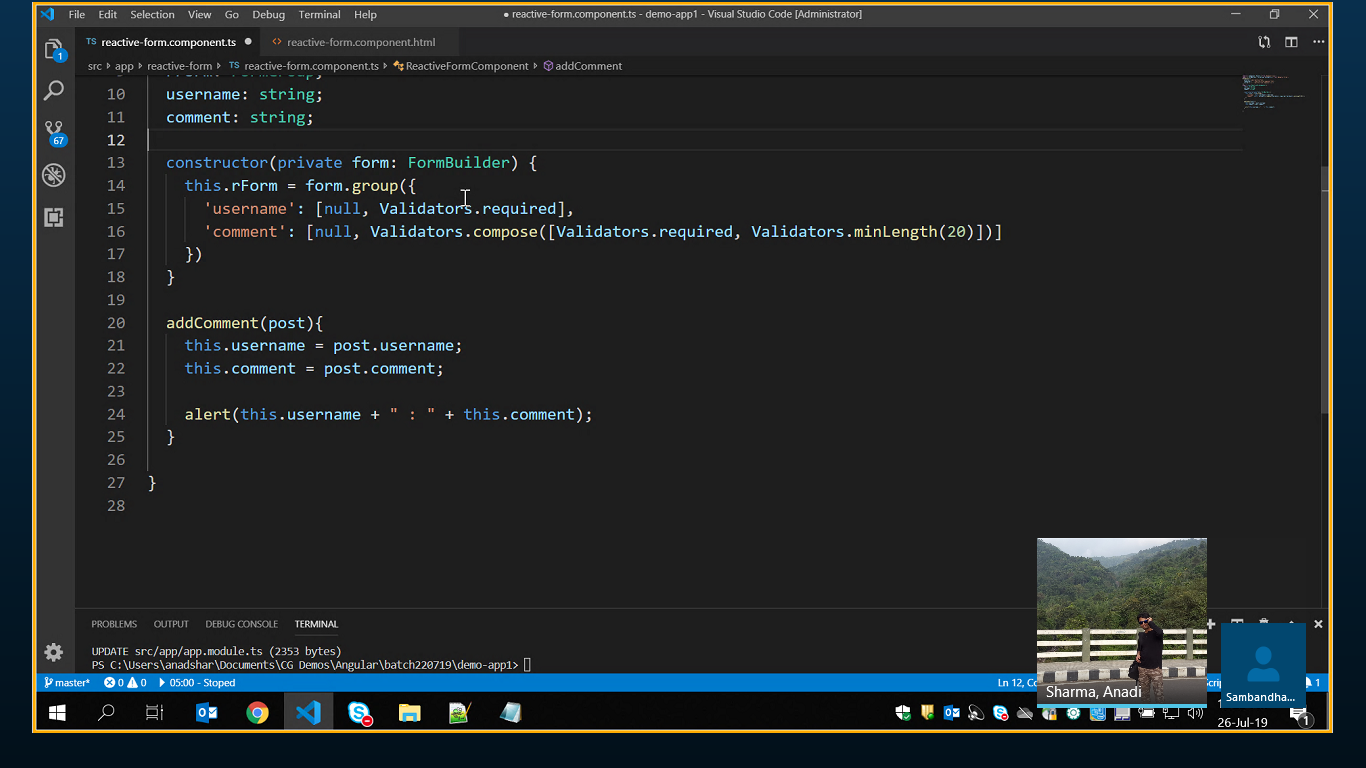 File Edit Selection View Go Debug Terminal Help
● reactive-form.component.ts - demo-app1 - Visual Studio Code [Administrator]
TS reactive-form.component.ts ●
<> reactive-form.component.html
src › app › reactive-form › TS reactive-form.component.ts › ReactiveFormComponent › addComment
10 username: string;
11 comment: string;
12
13 constructor(private form: FormBuilder) {
14 this.rForm = form.group({
15 'username': [null, Validators.required],
16 'comment': [null, Validators.compose([Validators.required, Validators.minLength(20)])]
17 })
18 }
19
20 addComment(post){
21 this.username = post.username;
22 this.comment = post.comment;
23
24 alert(this.username + " : " + this.comment);
25 }
26
27 }
28
1
67
PROBLEMS OUTPUT DEBUG CONSOLE TERMINAL
UPDATE src/app/app.module.ts (2353 bytes)
PS C:\Users\anadshar\Documents\CG Demos\Angular\batch220719\demo-app1>
master* 0 0 05:00 - Stoped
Ln 12,
1
Sharma, Anadi
Sambandha...
26-Jul-19
1